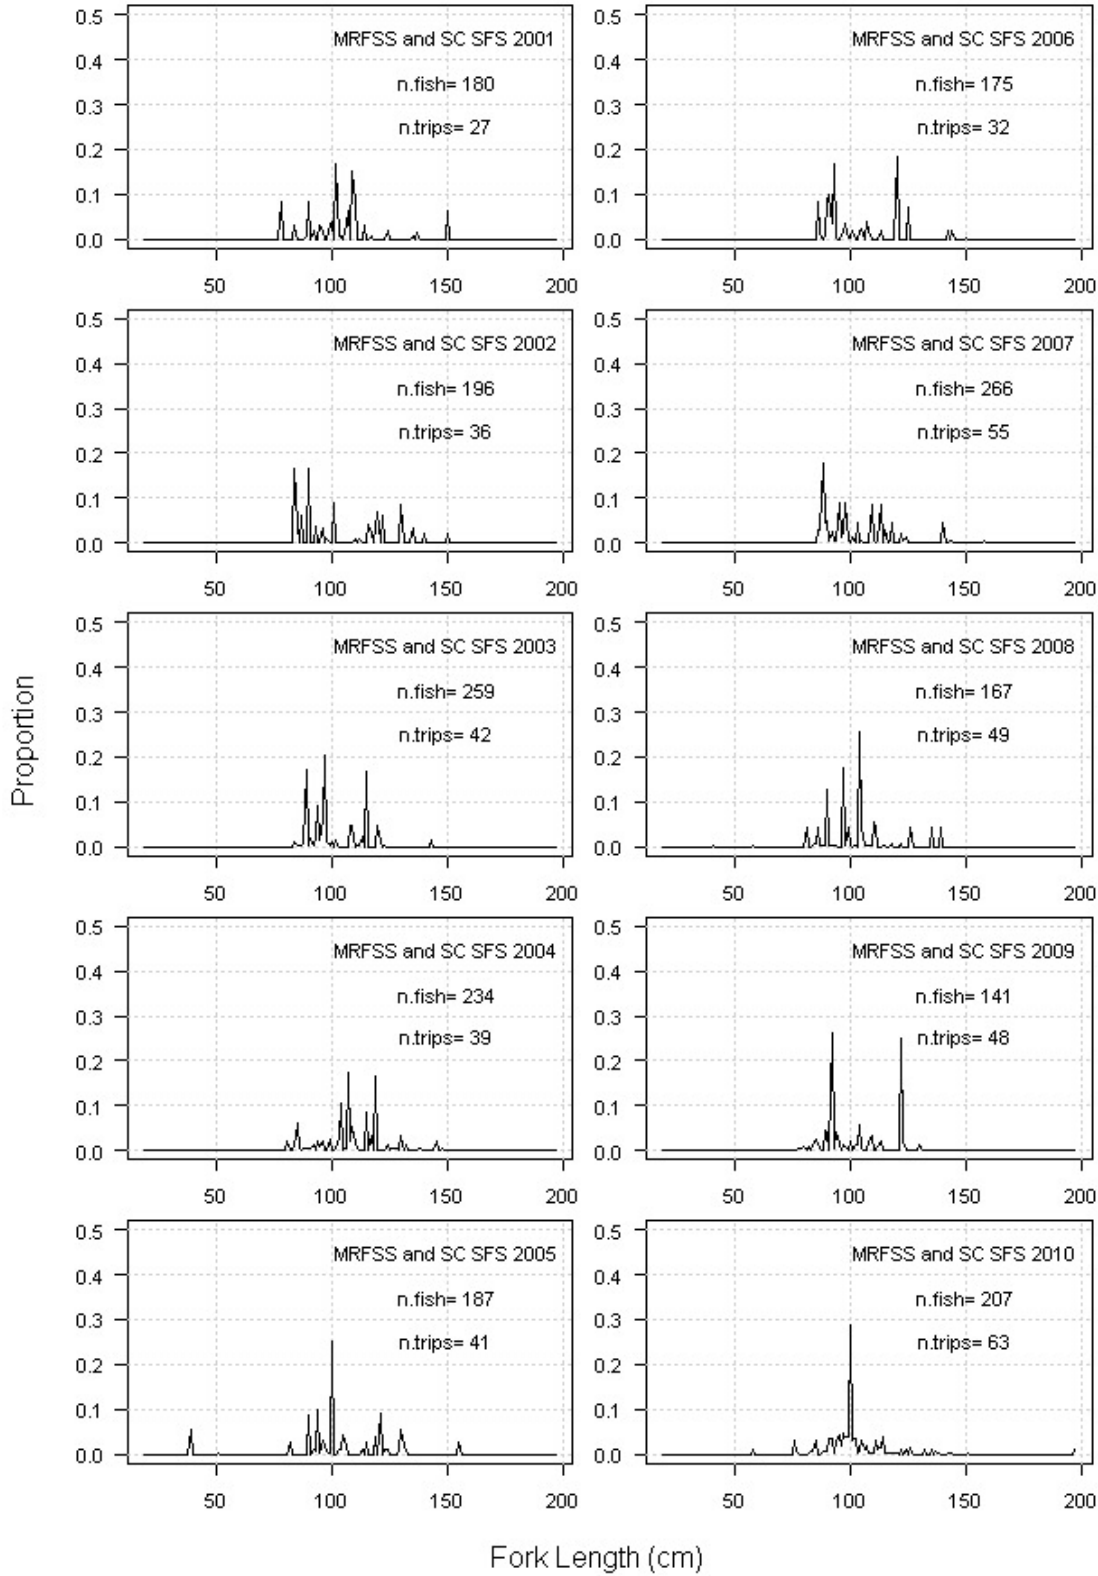 Proportion
0.5
0.4
0.3
0.2
0.1
0.0
MRFSS and SC SFS 2001
n.fish= 180
n.trips= 27
50 100 150 200
0.5
0.4
0.3
0.2
0.1
0.0
MRFSS and SC SFS 2002
n.fish= 196
n.trips= 36
50 100 150 200
0.5
0.4
0.3
0.2
0.1
0.0
MRFSS and SC SFS 2003
n.fish= 259
n.trips= 42
50 100 150 200
0.5
0.4
0.3
0.2
0.1
0.0
MRFSS and SC SFS 2004
n.fish= 234
n.trips= 39
50 100 150 200
0.5
0.4
0.3
0.2
0.1
0.0
MRFSS and SC SFS 2005
n.fish= 187
n.trips= 41
50 100 150 200
0.5
0.4
0.3
0.2
0.1
0.0
MRFSS and SC SFS 2006
n.fish= 175
n.trips= 32
50 100 150 200
0.5
0.4
0.3
0.2
0.1
0.0
MRFSS and SC SFS 2007
n.fish= 266
n.trips= 55
50 100 150 200
0.5
0.4
0.3
0.2
0.1
0.0
MRFSS and SC SFS 2008
n.fish= 167
n.trips= 49
50 100 150 200
0.5
0.4
0.3
0.2
0.1
0.0
MRFSS and SC SFS 2009
n.fish= 141
n.trips= 48
50 100 150 200
0.5
0.4
0.3
0.2
0.1
0.0
MRFSS and SC SFS 2010
n.fish= 207
n.trips= 63
50 100 150 200
Fork Length (cm)